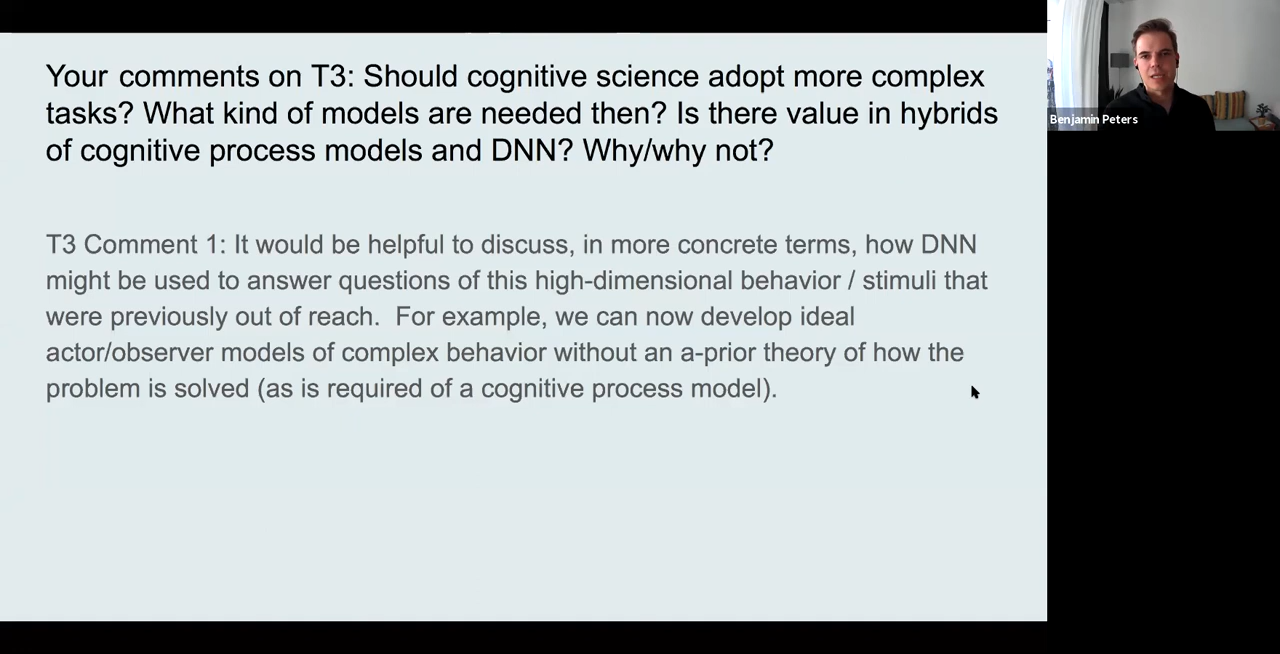 Your comments on T3: Should cognitive science adopt more complex
tasks? What kind of models are needed then? Is there value in hybrids
of cognitive process models and DNN? Why/why not?
T3 Comment 1: It would be helpful to discuss, in more concrete terms, how DNN
might be used to answer questions of this high-dimensional behavior / stimuli that
were previously out of reach.  For example, we can now develop ideal
actor/observer models of complex behavior without an a-prior theory of how the
problem is solved (as is required of a cognitive process model).
Benjamin Peters